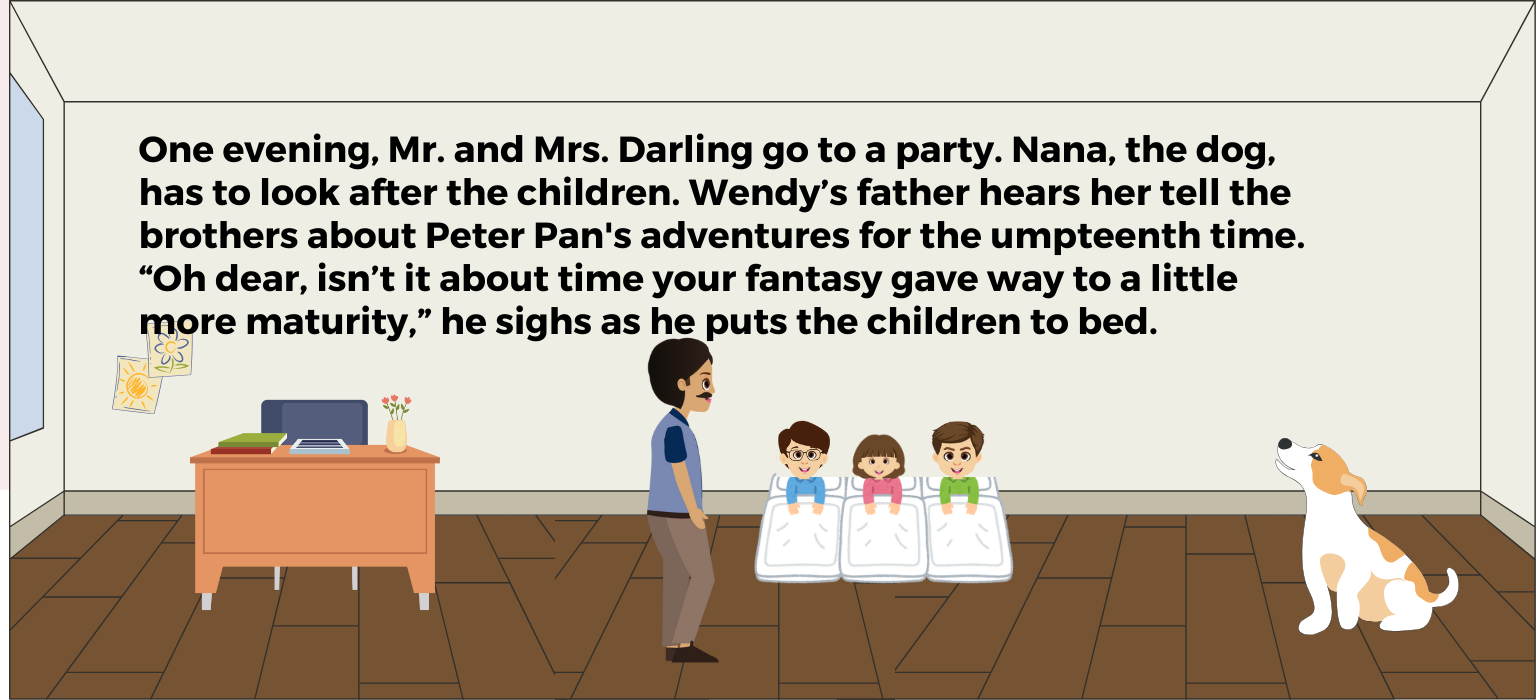 One evening, Mr. and Mrs. Darling go to a party. Nana, the dog,
has to look after the children. Wendy’s father hears her tell the
brothers about Peter Pan's adventures for the umpteenth time.
“Oh dear, isn’t it about time your fantasy gave way to a little
more maturity,” he sighs as he puts the children to bed.